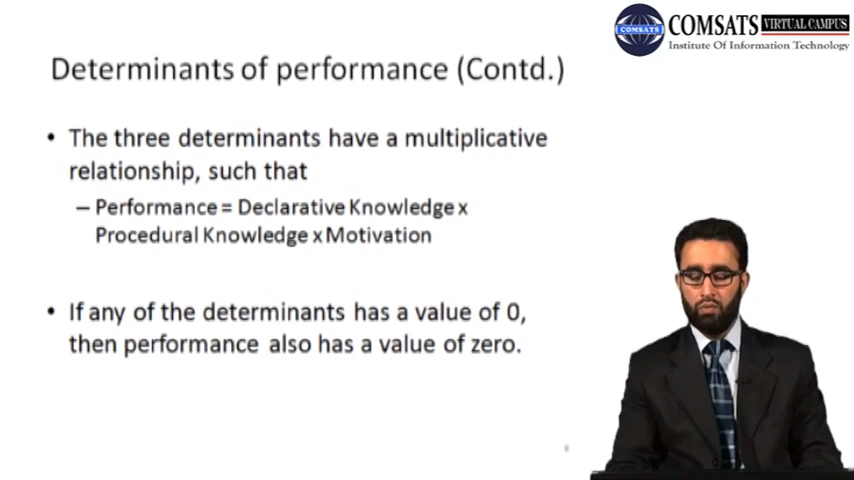 COMSATS VIRTUAL CAMPUS
COMSATS
Institute Of Information Technology
Determinants of performance (Contd.)
• The three determinants have a multiplicative
relationship, such that
– Performance = Declarative Knowledge x
Procedural Knowledge x Motivation
• If any of the determinants has a value of 0,
then performance also has a value of zero.